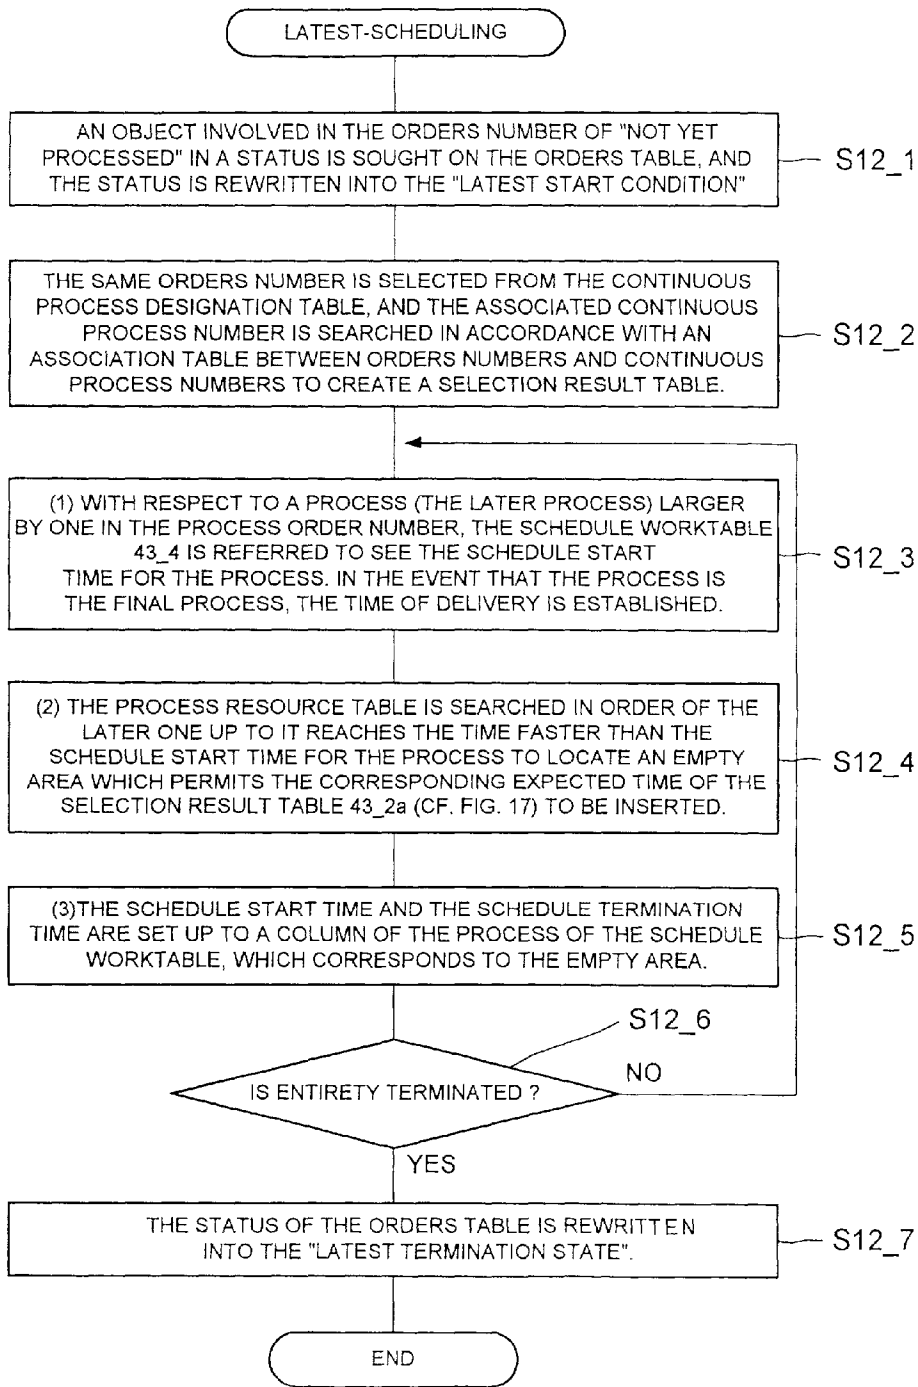 LATEST-SCHEDULING
AN OBJECT INVOLVED IN THE ORDERS NUMBER OF "NOT YET
PROCESSED" IN A STATUS IS SOUGHT ON THE ORDERS TABLE, AND
THE STATUS IS REWRITTEN INTO THE "LATEST START CONDITION"
S12_1
THE SAME ORDERS NUMBER IS SELECTED FROM THE CONTINUOUS
PROCESS DESIGNATION TABLE, AND THE ASSOCIATED CONTINUOUS
PROCESS NUMBER IS SEARCHED IN ACCORDANCE WITH AN
ASSOCIATION TABLE BETWEEN ORDERS NUMBERS AND CONTINUOUS
PROCESS NUMBERS TO CREATE A SELECTION RESULT TABLE.
S12_2
(1) WITH RESPECT TO A PROCESS (THE LATER PROCESS) LARGER
BY ONE IN THE PROCESS ORDER NUMBER, THE SCHEDULE WORKTABLE
43_4 IS REFERRED TO SEE THE SCHEDULE START
TIME FOR THE PROCESS. IN THE EVENT THAT THE PROCESS IS
THE FINAL PROCESS, THE TIME OF DELIVERY IS ESTABLISHED.
S12_3
(2) THE PROCESS RESOURCE TABLE IS SEARCHED IN ORDER OF THE
LATER ONE UP TO IT REACHES THE TIME FASTER THAN THE
SCHEDULE START TIME FOR THE PROCESS TO LOCATE AN EMPTY
AREA WHICH PERMITS THE CORRESPONDING EXPECTED TIME OF THE
SELECTION RESULT TABLE 43_2a (CF. FIG. 17) TO BE INSERTED.
S12_4
(3)THE SCHEDULE START TIME AND THE SCHEDULE TERMINATION
TIME ARE SET UP TO A COLUMN OF THE PROCESS OF THE SCHEDULE
WORKTABLE, WHICH CORRESPONDS TO THE EMPTY AREA.
S12_5
S12_6
IS ENTIRETY TERMINATED ?
NO
YES
THE STATUS OF THE ORDERS TABLE IS REWRITTEN
INTO THE "LATEST TERMINATION STATE".
S12_7
END